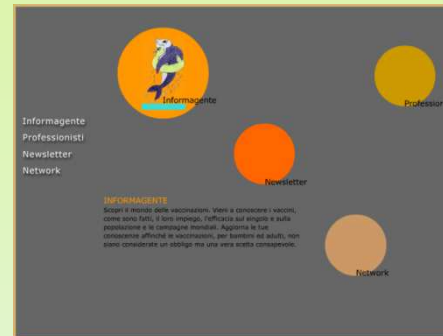 Informagente
Profession
Informagente
Professionisti
Newsletter
Network
Newsletter
INFORMAGENTE
Scopri il mondo delle vaccinazioni. Vieni a conoscere i vaccini,
come sono fatti, il loro impiego, l'efficacia sul singolo e sulla
popolazione e le campagne mondiali. Aggiorna le tue
conoscenze affinché le vaccinazioni, per bambini ed adulti, non
siano considerate un obbligo ma una vera scelta consapevole.
Network